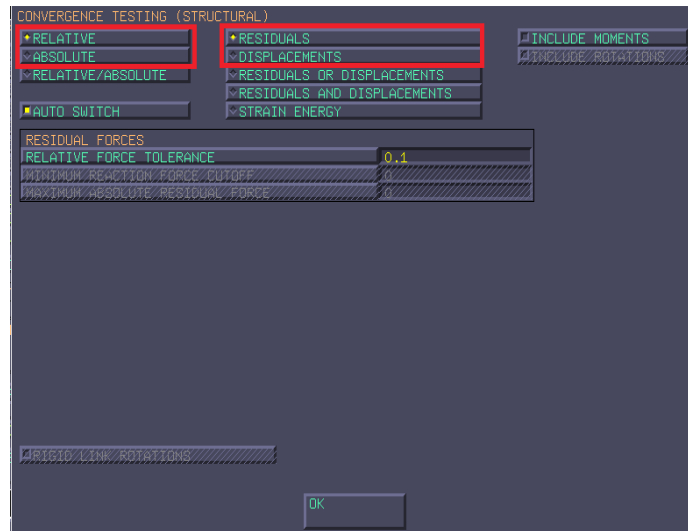 CONVERGENCE TESTING (STRUCTURAL)
RELATIVE RESIDUALS INCLUDE MOMENTS
ABSOLUTE DISPLACEMENTS INCLUDE ROTATIONS
RELATIVE/ABSOLUTE RESIDUALS OR DISPLACEMENTS
RESIDUALS AND DISPLACEMENTS
AUTO SWITCH STRAIN ENERGY
RESIDUAL FORCES
RELATIVE FORCE TOLERANCE 0.1
MINIMUM REACTION FORCE CUTOFF 0
MAXIMUM ABSOLUTE RESIDUAL FORCE 0
RIGID LINK ROTATIONS
OK